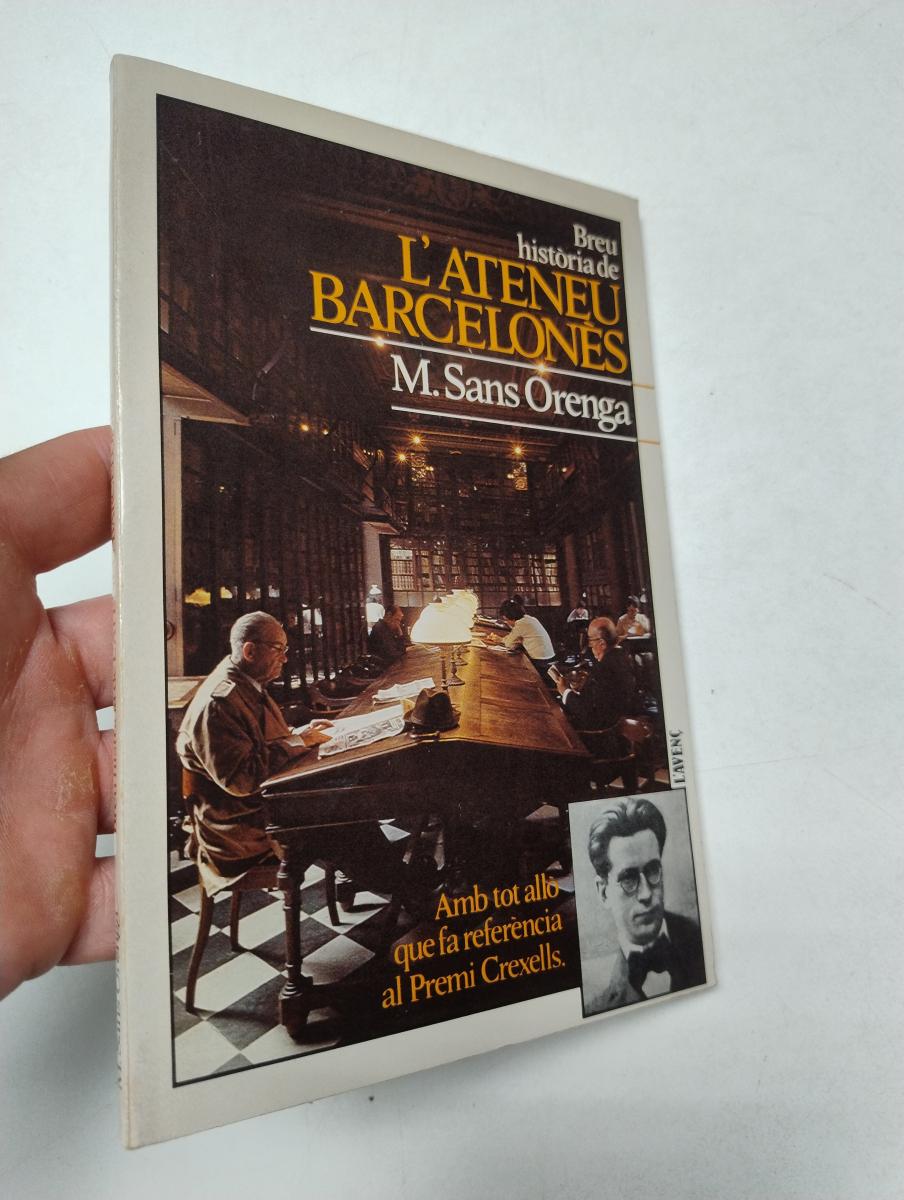 Breu
història de
L'ATENEU
BARCELONÈS
M. Sans Orenga
L'AVENÇ
Amb tot allò
que fa referència
al Premi Crexells.